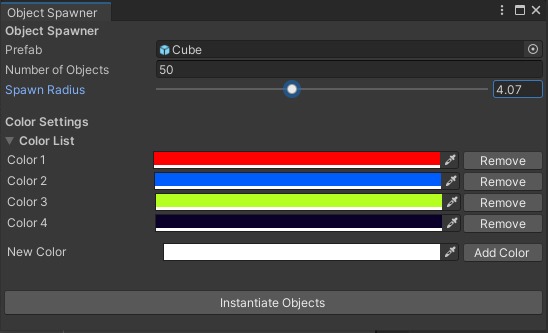 Object Spawner
Object Spawner
Prefab Cube
Number of Objects 50
Spawn Radius 4.07
Color Settings
Color List
Color 1 Remove
Color 2 Remove
Color 3 Remove
Color 4 Remove
New Color Add Color
Instantiate Objects